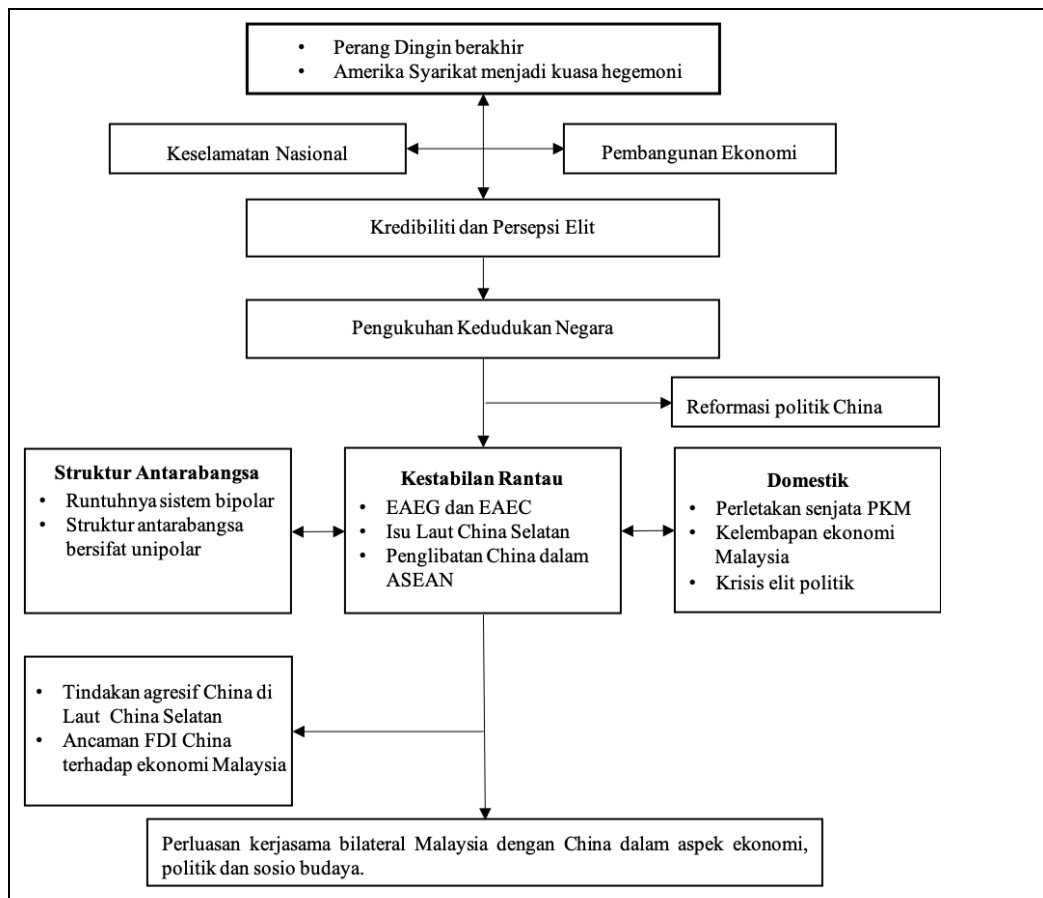 • Perang Dingin berakhir
• Amerika Syarikat menjadi kuasa hegemoni
Keselamatan Nasional
Pembangunan Ekonomi
Kredibiliti dan Persepsi Elit
Pengukuhan Kedudukan Negara
Reformasi politik China
Struktur Antarabangsa
• Runtuhnya sistem bipolar
• Struktur antarabangsa
bersifat unipolar
Kestabilan Rantau
• EAEG dan EAEC
• Isu Laut China Selatan
• Penglibatan China dalam
ASEAN
Domestik
• Perletakan senjata PKM
• Kelembapan ekonomi
Malaysia
• Krisis elit politik
• Tindakan agresif China di
Laut China Selatan
• Ancaman FDI China
terhadap ekonomi Malaysia
Perluasan kerjasama bilateral Malaysia dengan China dalam aspek ekonomi,
politik dan sosio budaya.